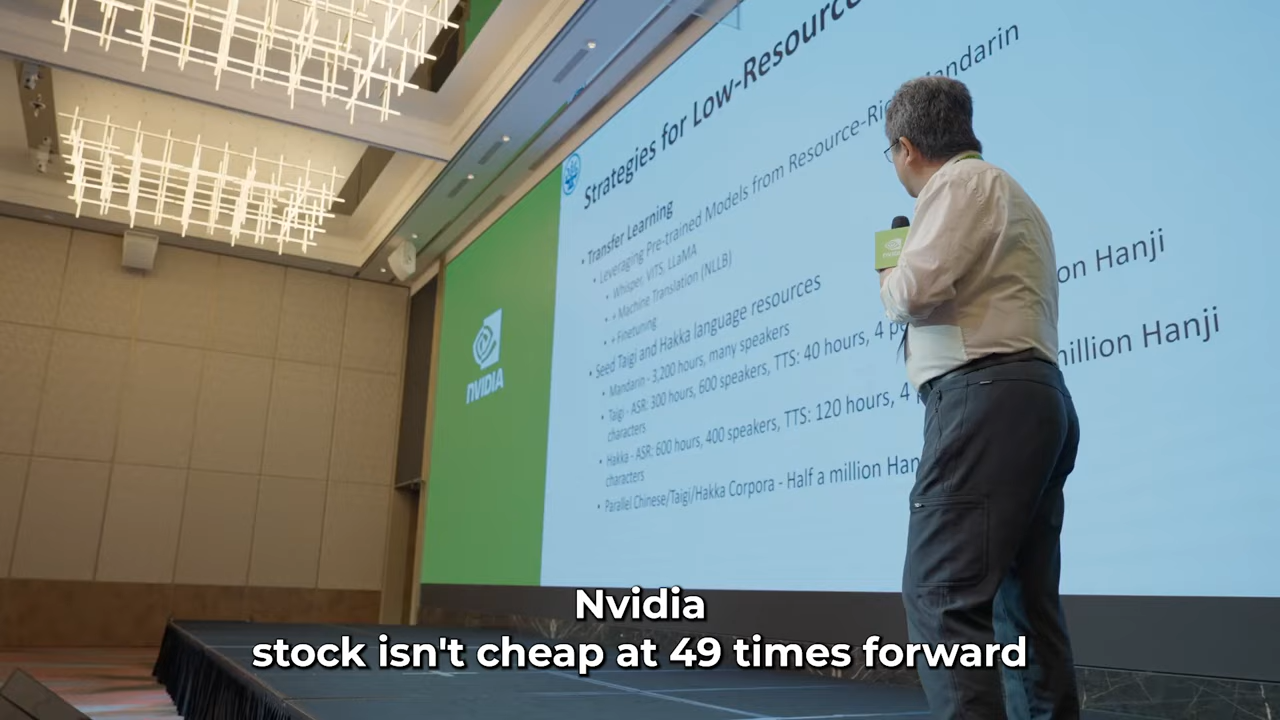 Strategies for Low-Resource
• Transfer Learning
• Leveraging Pre-trained Models from Resource-Ric andarin
• Whisper, VITS, LLaMA
• + Machine Translation (NLLB)
• + Finetuning
• Seed Taigi and Hakka language resources
• Mandarin - 3,200 hours, many speakers
• Taigi - ASR: 300 hours, 600 speakers, TTS: 40 hours, 4 on Hanji
characters
• Hakka - ASR: 600 hours, 400 speakers, TTS: 120 hours, 4 million Hanji
characters
• Parallel Chinese/Taigi/Hakka Corpora - Half a million Han
NVIDIA
NVIDIA
Nvidia
stock isn't cheap at 49 times forward